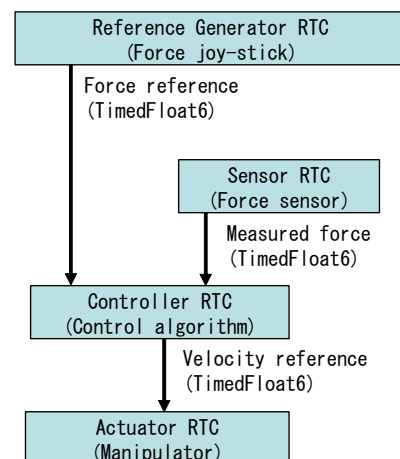 Reference Generator RTC
(Force joy-stick)
Force reference
(TimedFloat6)
Sensor RTC
(Force sensor)
Measured force
(TimedFloat6)
Controller RTC
(Control algorithm)
Velocity reference
(TimedFloat6)
Actuator RTC
(Manipulator)